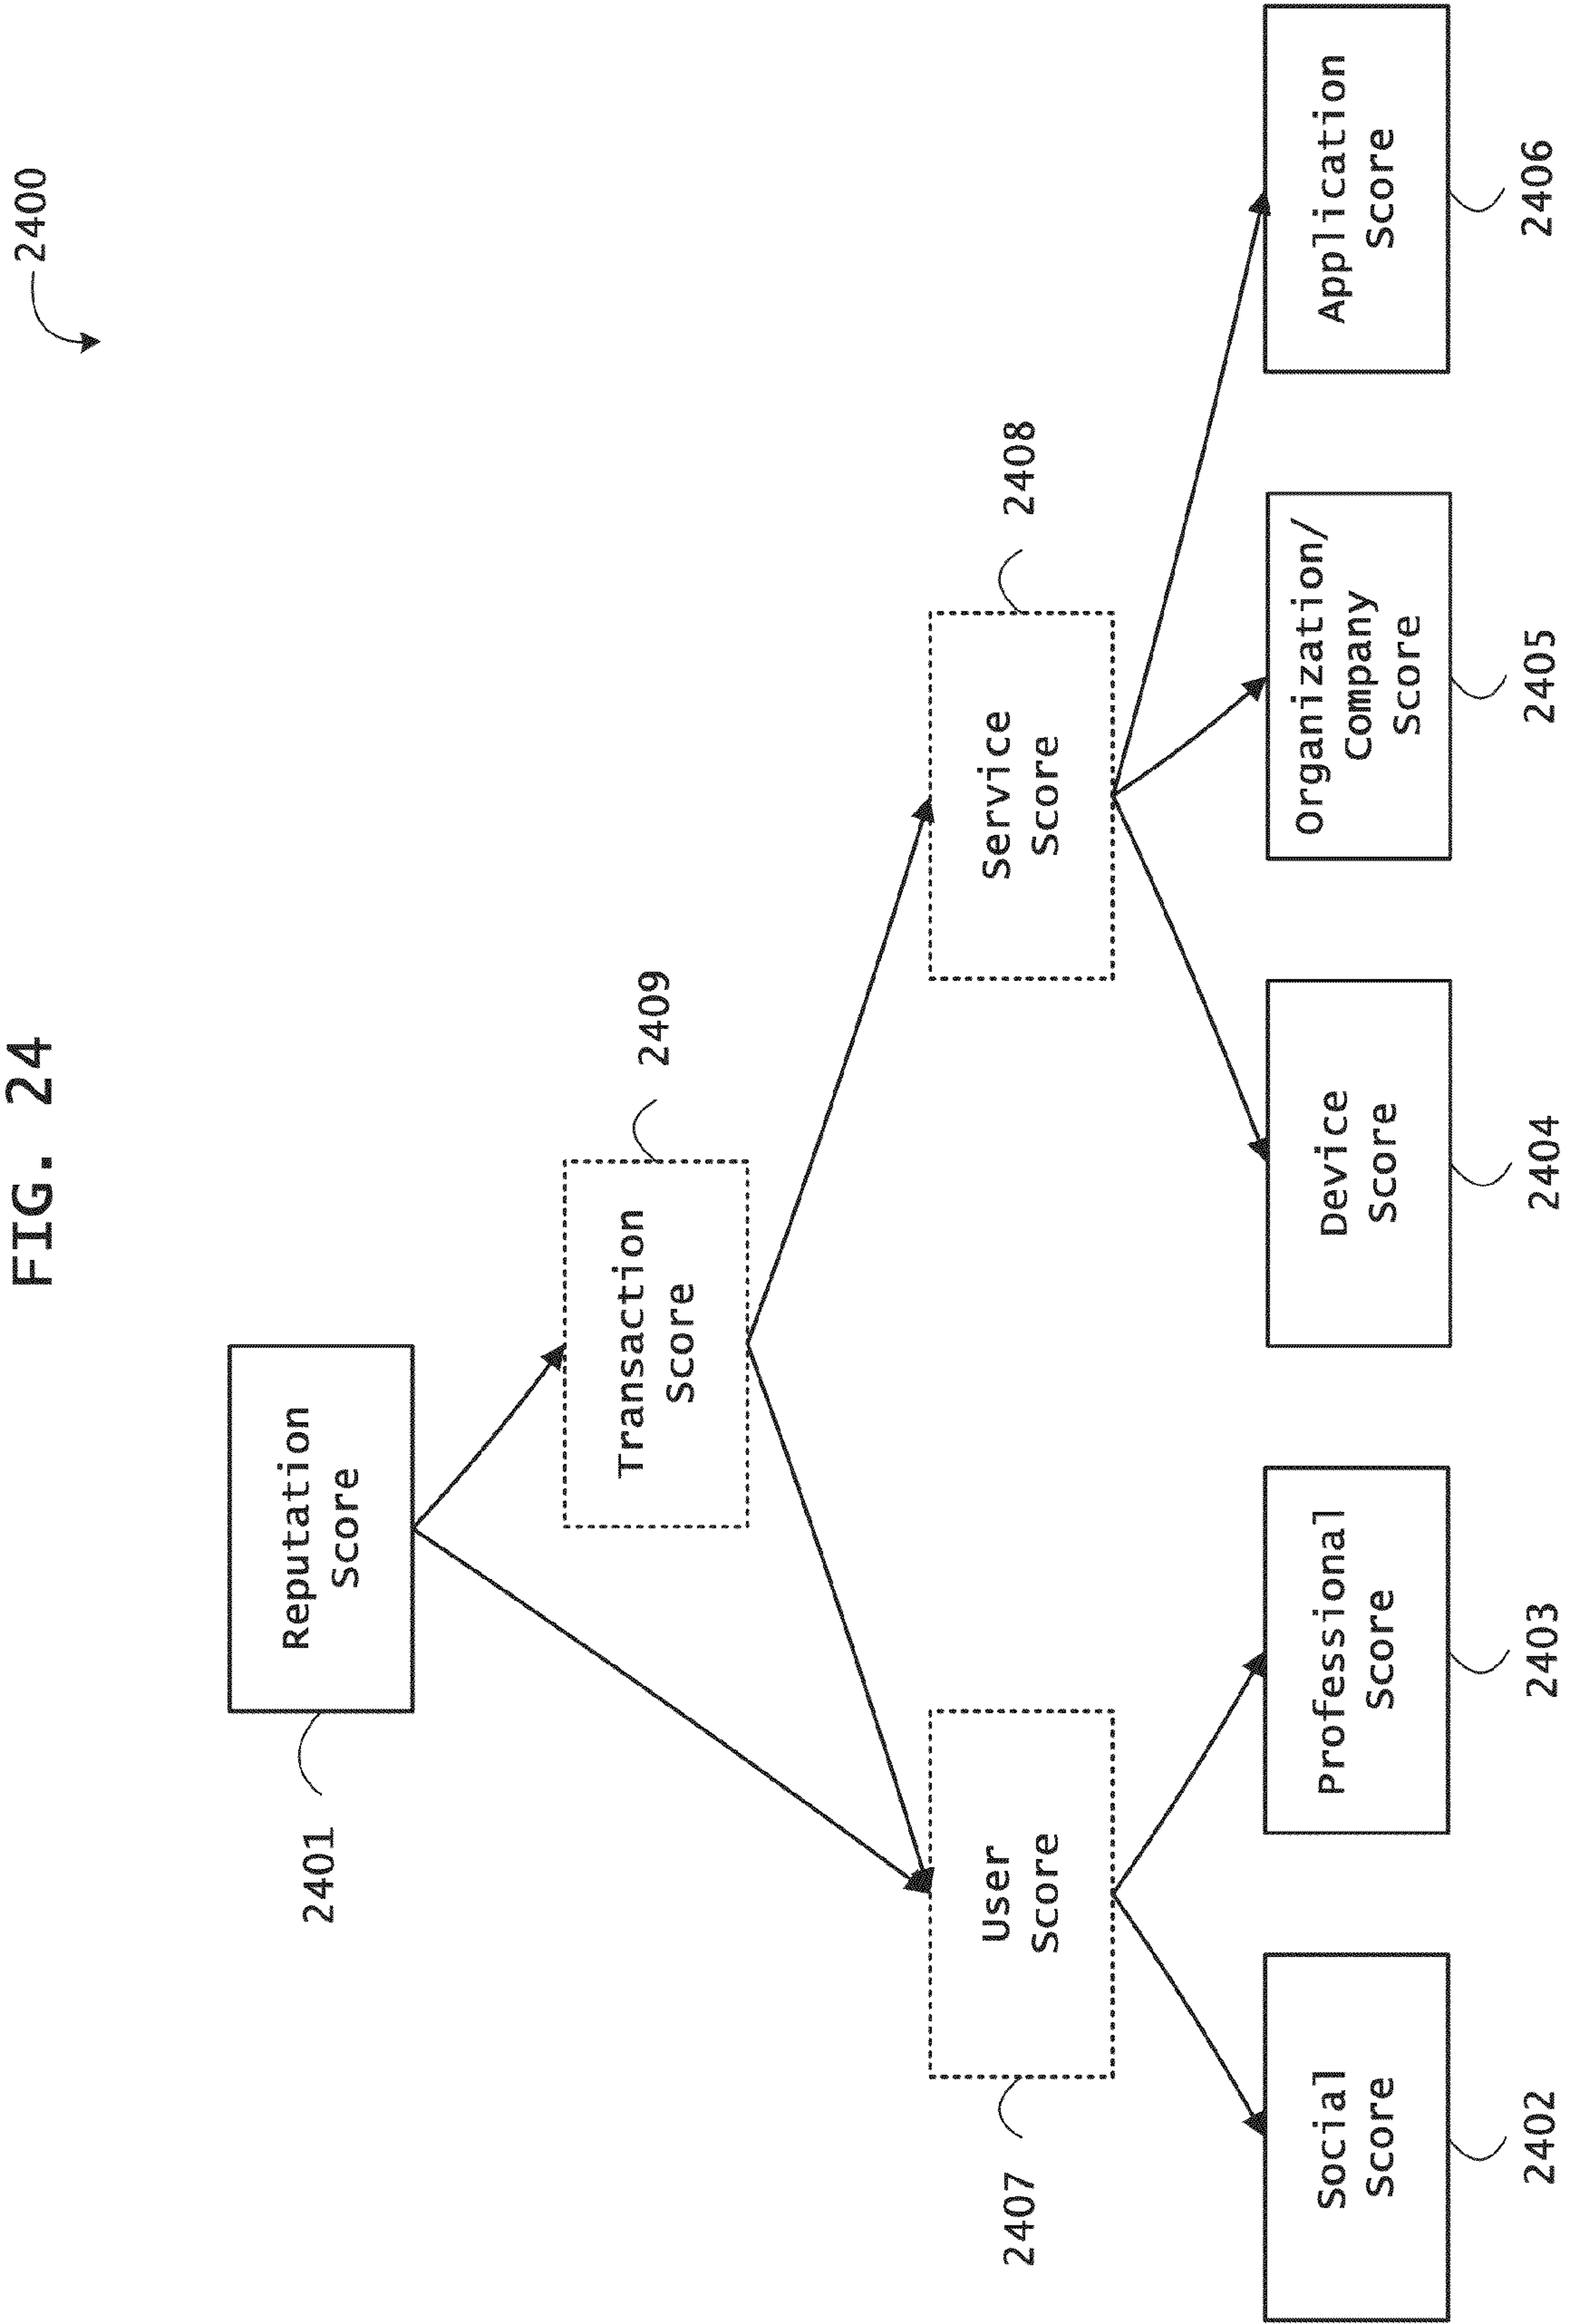 FIG. 24
2400
Reputation
Score
2401
Transaction
Score
2409
User
Score
2407
Service
Score
2408
Social
Score
2402
Professional
Score
2403
Device
Score
2404
Organization/
Company
Score
2405
Application
Score
2406